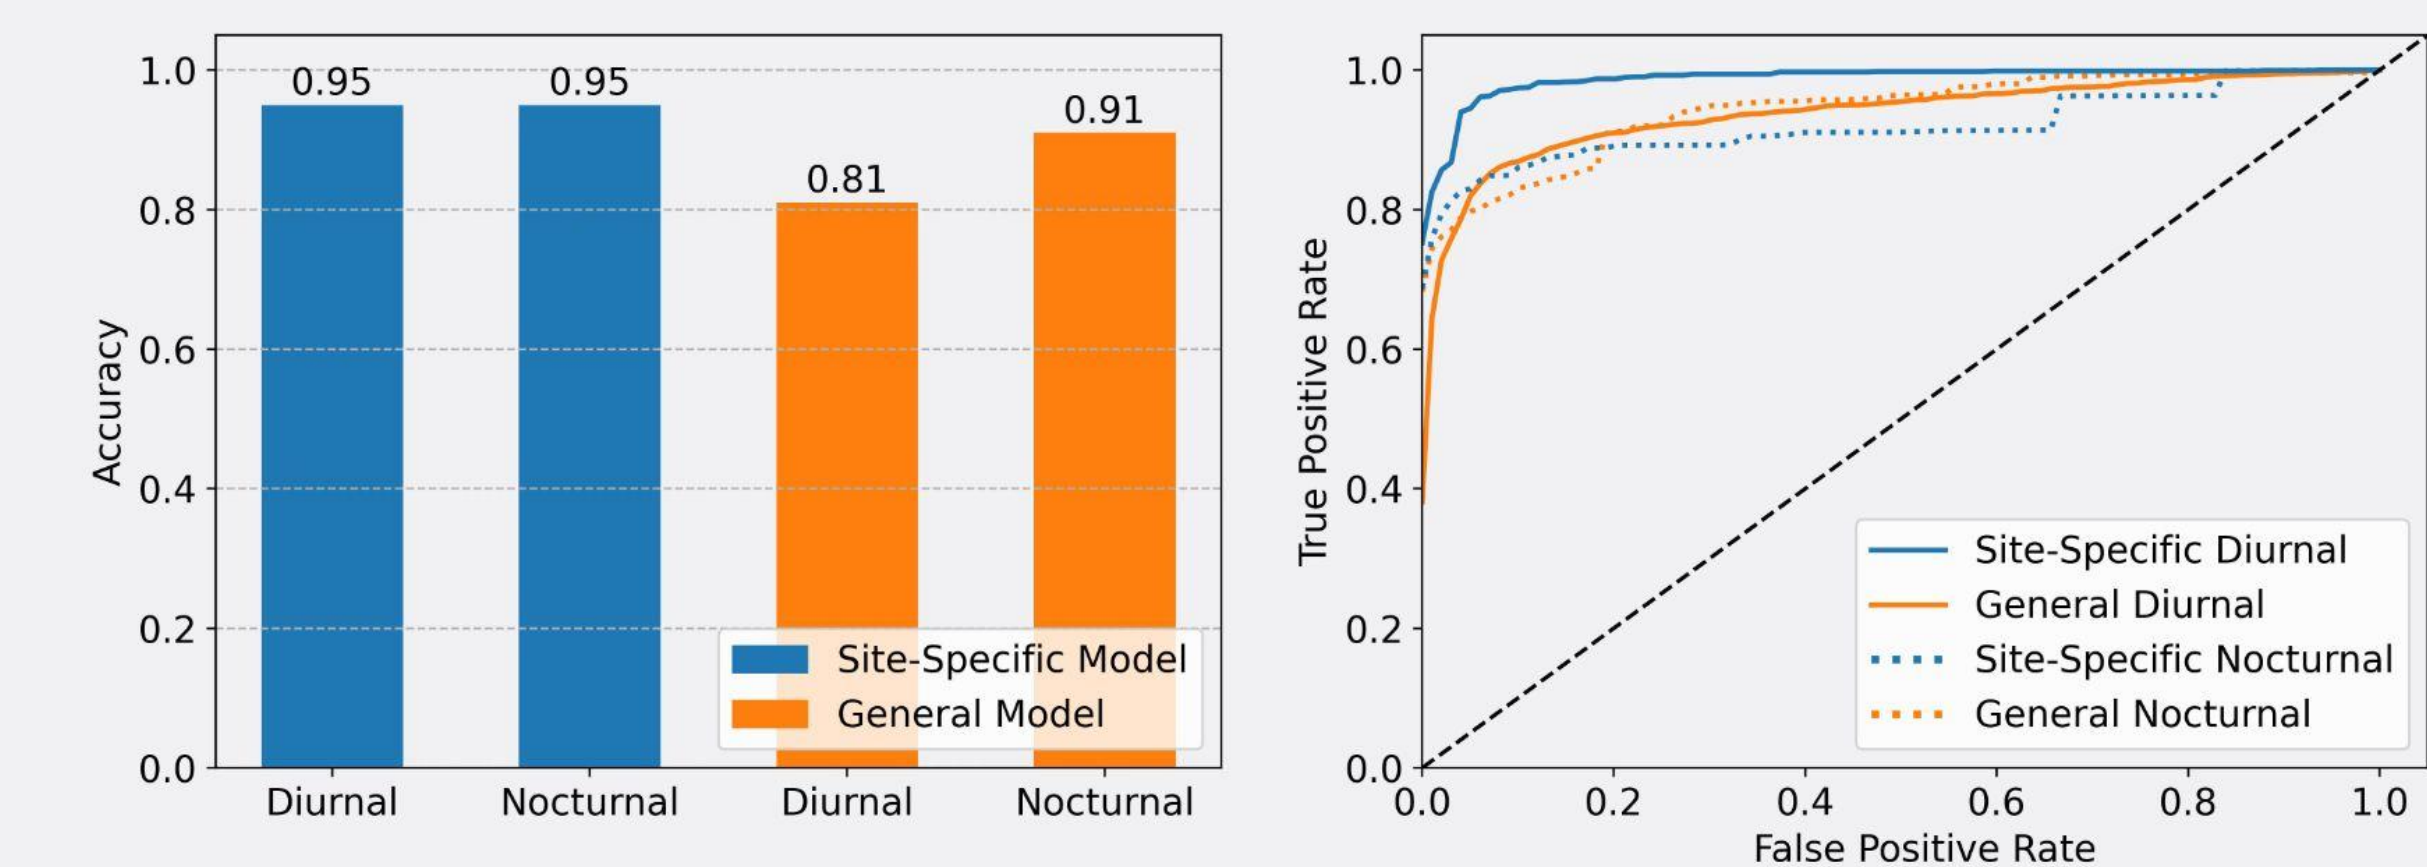 1.0
0.8
0.6
0.4
0.2
0.0
Accuracy
0.95
0.95
0.81
0.91
Diurnal
Nocturnal
Diurnal
Nocturnal
Site-Specific Model
General Model
1.0
0.8
0.6
0.4
0.2
0.0
True Positive Rate
0.0
0.2
0.4
0.6
0.8
1.0
False Positive Rate
Site-Specific Diurnal
General Diurnal
Site-Specific Nocturnal
General Nocturnal